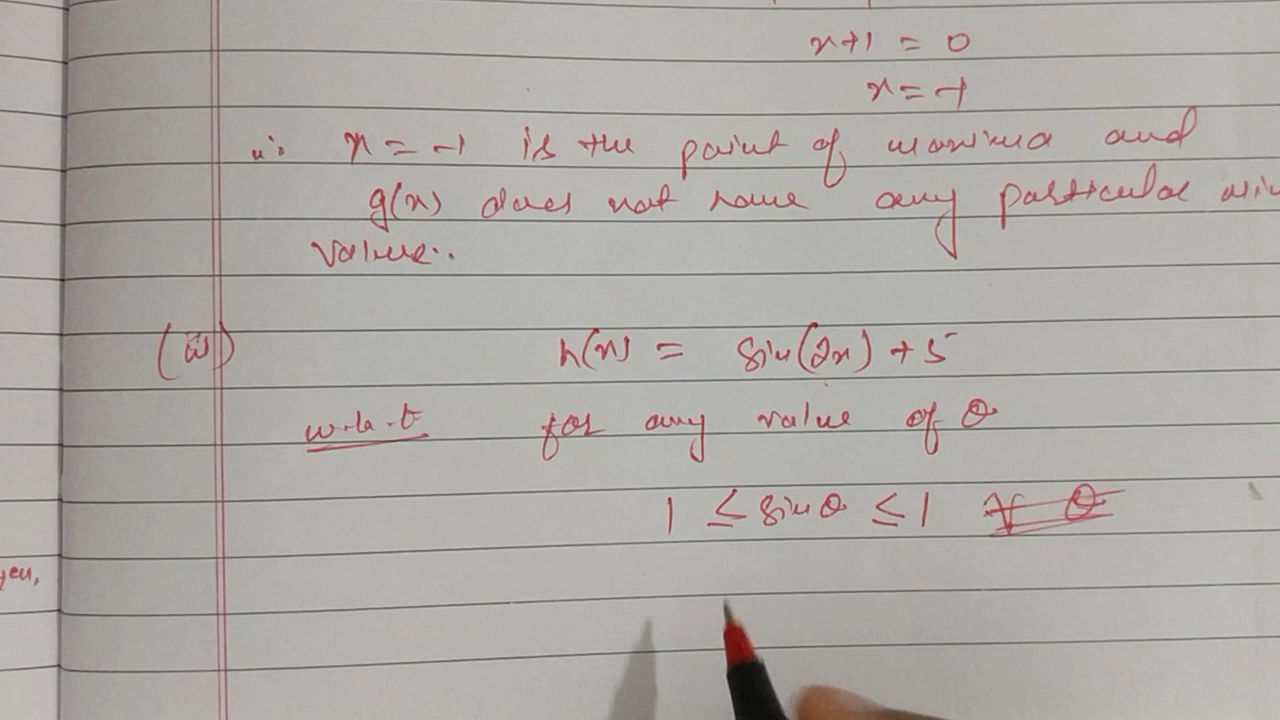 x+1 = 0
x = -1
∴ x = -1 is the point of maxima and
g(x) does not have any particular
value.
(iii) h(x) = sin(2x) + 5
w.k.t for any value of θ
1 ≤ sinθ ≤ 1 ∀ θ